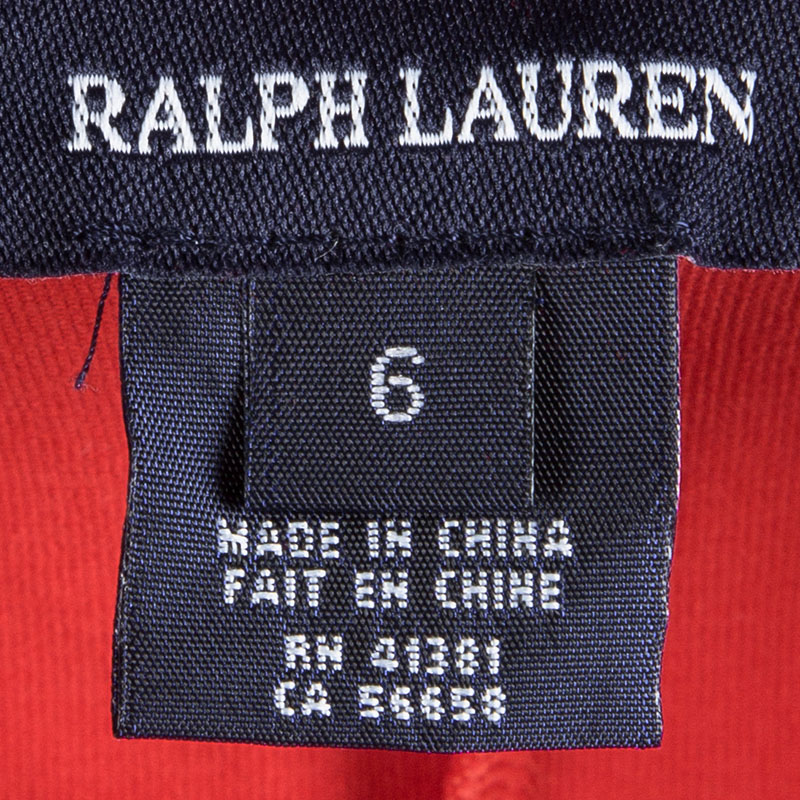 RALPH LAUREN
6
MADE IN CHINA
FAIT EN CHINE
RN 41381
CA 56658